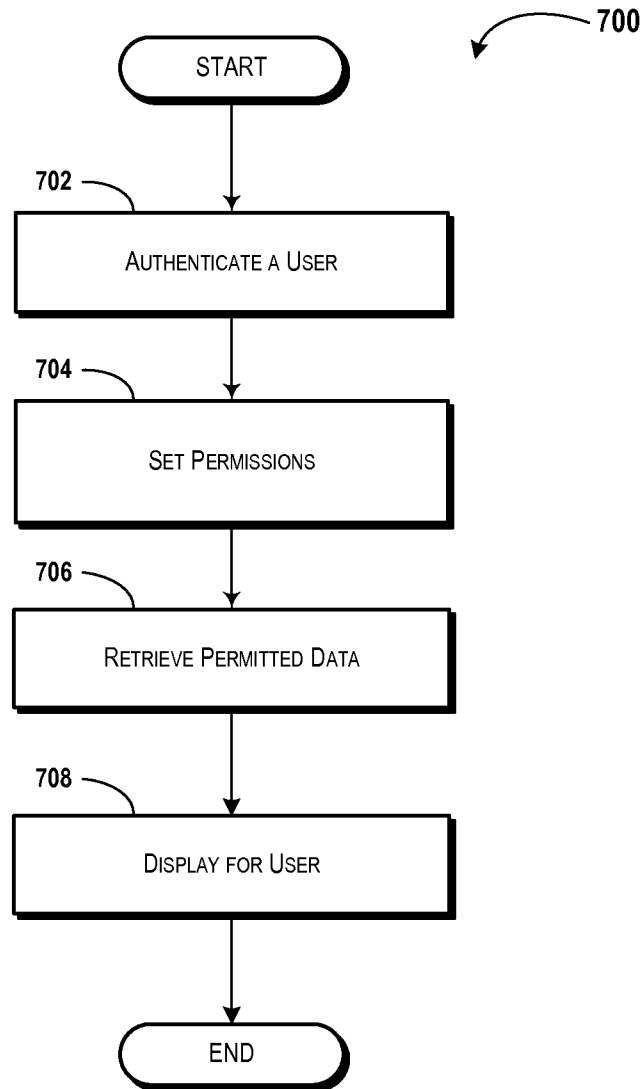 700
START
702
AUTHENTICATE A USER
704
SET PERMISSIONS
706
RETRIEVE PERMITTED DATA
708
DISPLAY FOR USER
END